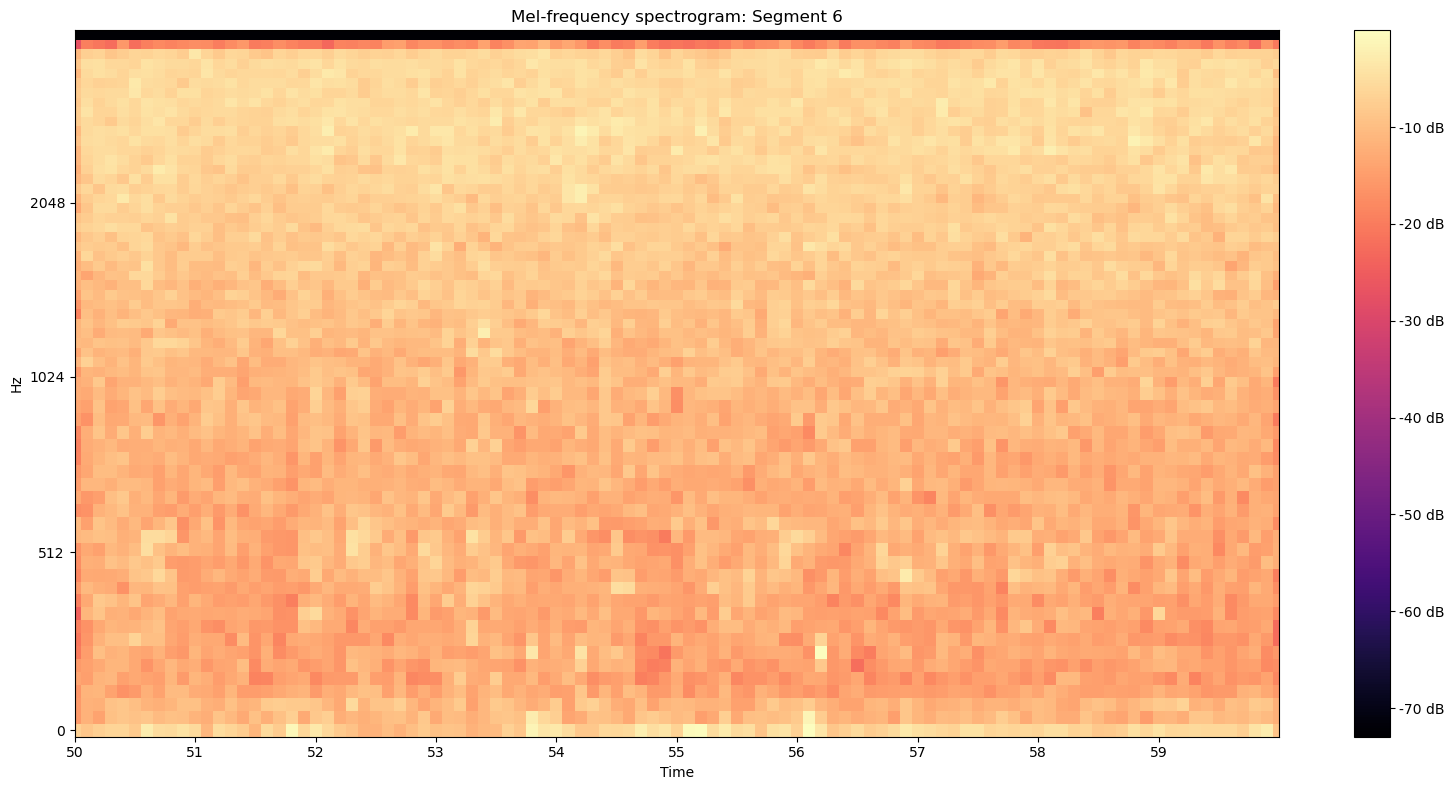 Mel-frequency spectrogram: Segment 6
Hz
2048
1024
512
0
50 51 52 53 54 55 56 57 58 59
Time
-10 dB
-20 dB
-30 dB
-40 dB
-50 dB
-60 dB
-70 dB